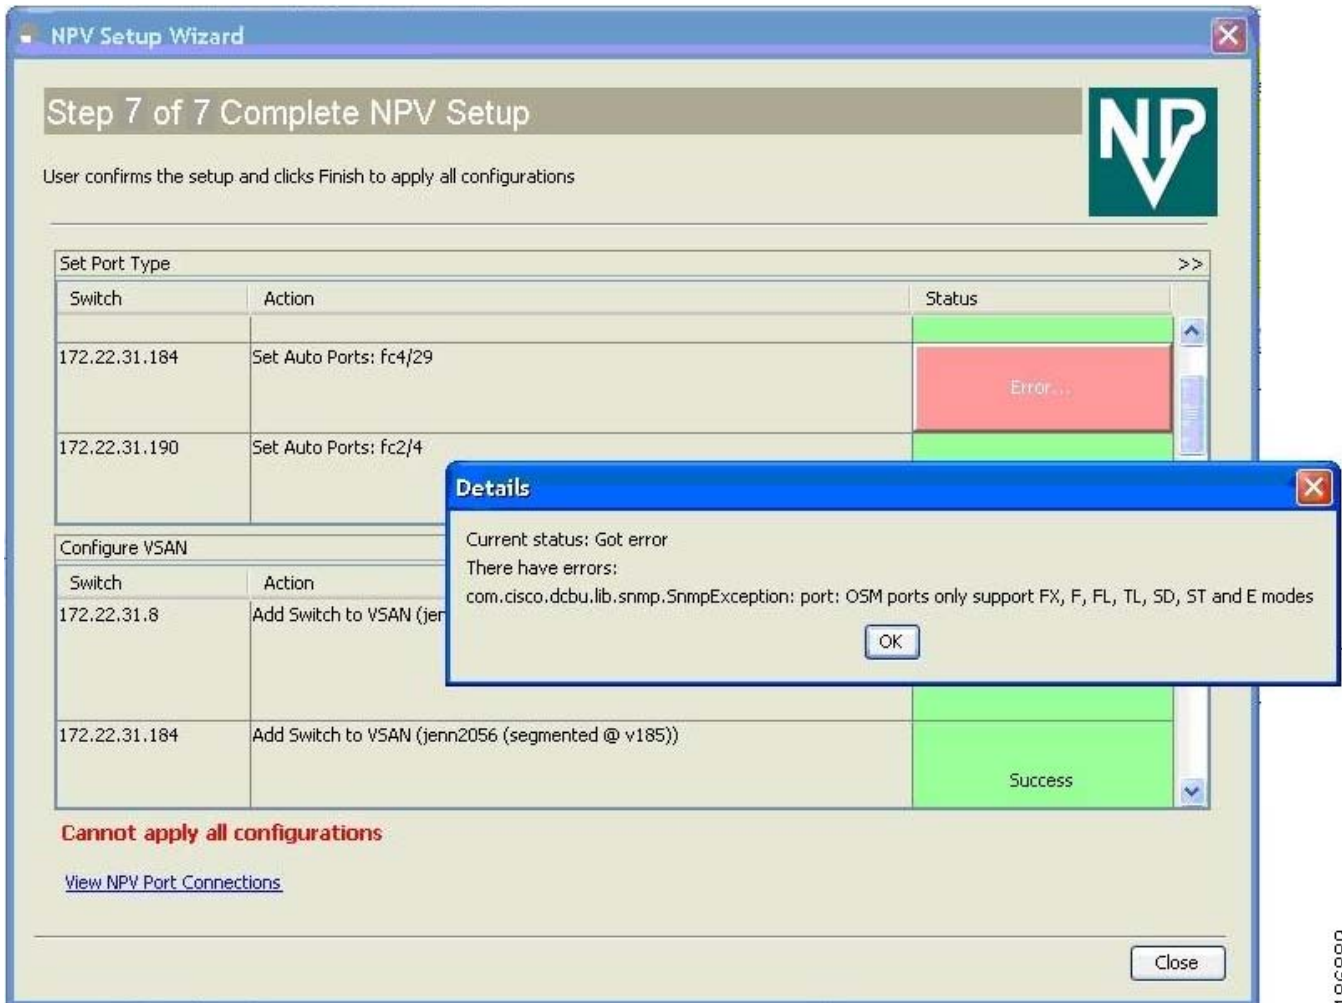 NPV Setup Wizard
Step 7 of 7 Complete NPV Setup
NPV
User confirms the setup and clicks Finish to apply all configurations
Set Port Type >>
Switch Action Status
172.22.31.184 Set Auto Ports: fc4/29 Error...
172.22.31.190 Set Auto Ports: fc2/4
Details
Current status: Got error
There have errors:
com.cisco.dcbu.lib.snmp.SnmpException: port: OSM ports only support FX, F, FL, TL, SD, ST and E modes
OK
Configure VSAN
Switch Action
172.22.31.8 Add Switch to VSAN (jen
172.22.31.184 Add Switch to VSAN (jenn2056 (segmented @ v185)) Success
Cannot apply all configurations
View NPV Port Connections
Close